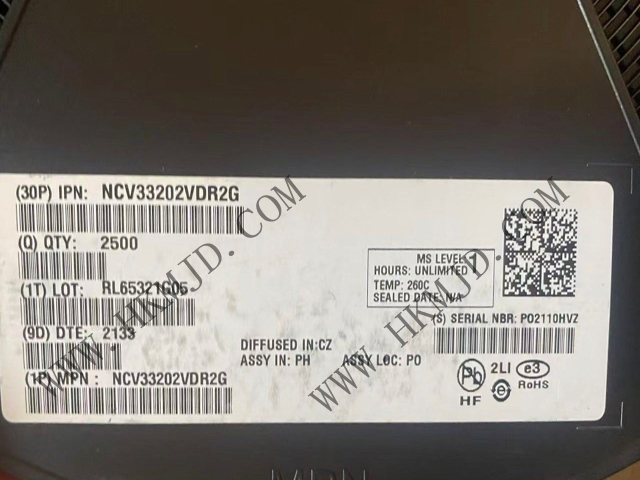 (30P) IPN: NCV33202VDR2G
(Q) QTY: 2500
(1T) LOT: RL65321G05
(9D) DTE: 2133
(1P) MPN : NCV33202VDR2G
MS LEVEL 1
HOURS: UNLIMITED
TEMP: 260C
SEALED DATE: N/A
(S) SERIAL NBR: PO2110HVZ
DIFFUSED IN:CZ
ASSY IN: PH ASSY LOC: PO
Pb
2LI
e3
e
HF
RoHS
WWW.HKMJD.COM
WWW.HKMJD.COM